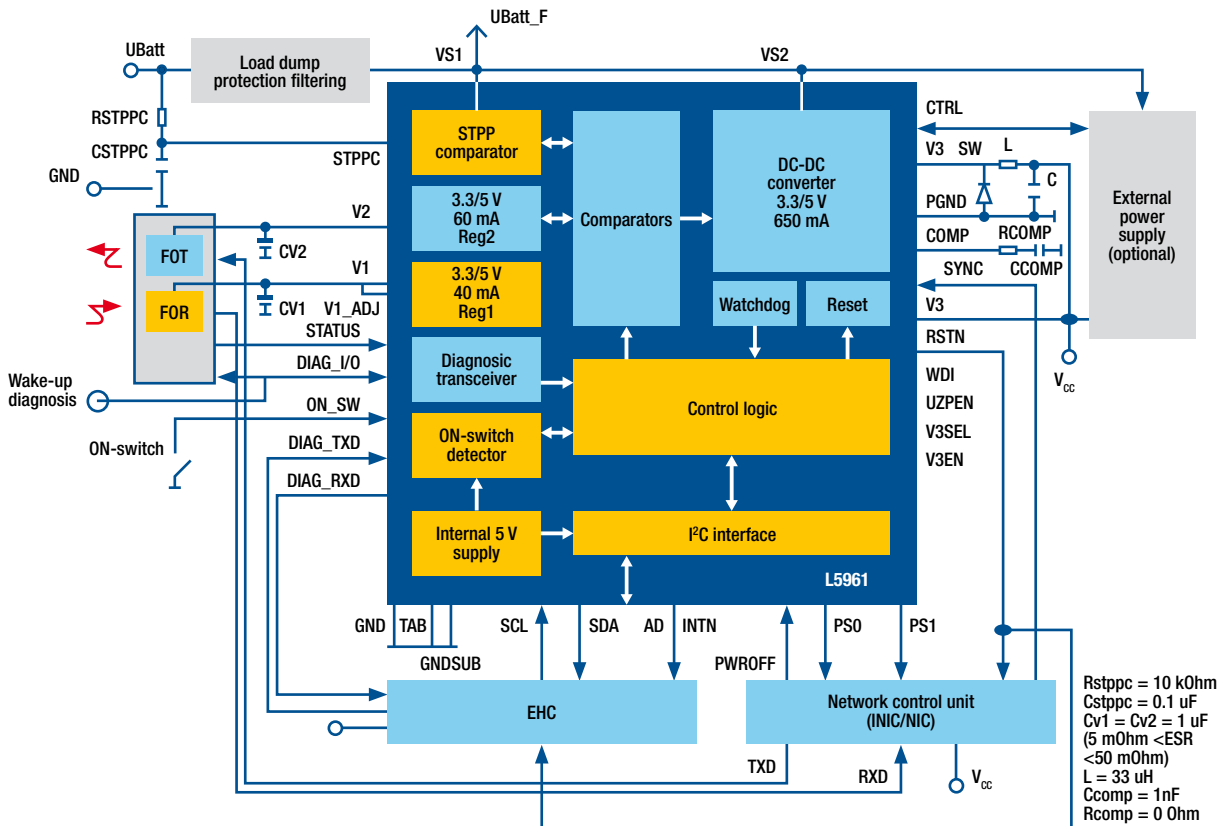 UBatt_F
UBatt
Load dump
protection filtering
VS1
VS2
RSTPPC
CSTPPC
STPPC
GND
STPP
comparator
3.3/5 V
60 mA
Reg2
3.3/5 V
40 mA
Reg1
Diagnostic
transceiver
ON-switch
detector
Internal 5 V
supply
Comparators
DC-DC
converter
3.3/5 V
650 mA
Watchdog
Reset
Control logic
I²C interface
L5961
CTRL
V3
SW
L
C
PGND
COMP
RCOMP
CCOMP
SYNC
V3
RSTN
WDI
UZPEN
V3SEL
V3EN
External
power
supply
(optional)
VCC
FOT
FOR
V2
CV2
V1
CV1
V1_ADJ
STATUS
DIAG_I/O
Wake-up
diagnosis
ON_SW
ON-switch
DIAG_TXD
DIAG_RXD
GND
TAB
GNDSUB
SCL
SDA
AD
INTN
PWROFF
PS0
PS1
EHC
Network control unit
(INIC/NIC)
TXD
RXD
VCC
Rstppc = 10 kOhm
Cstppc = 0.1 uF
Cv1 = Cv2 = 1 uF
(5 mOhm <ESR
<50 mOhm)
L = 33 uH
Ccomp = 1nF
Rcomp = 0 Ohm